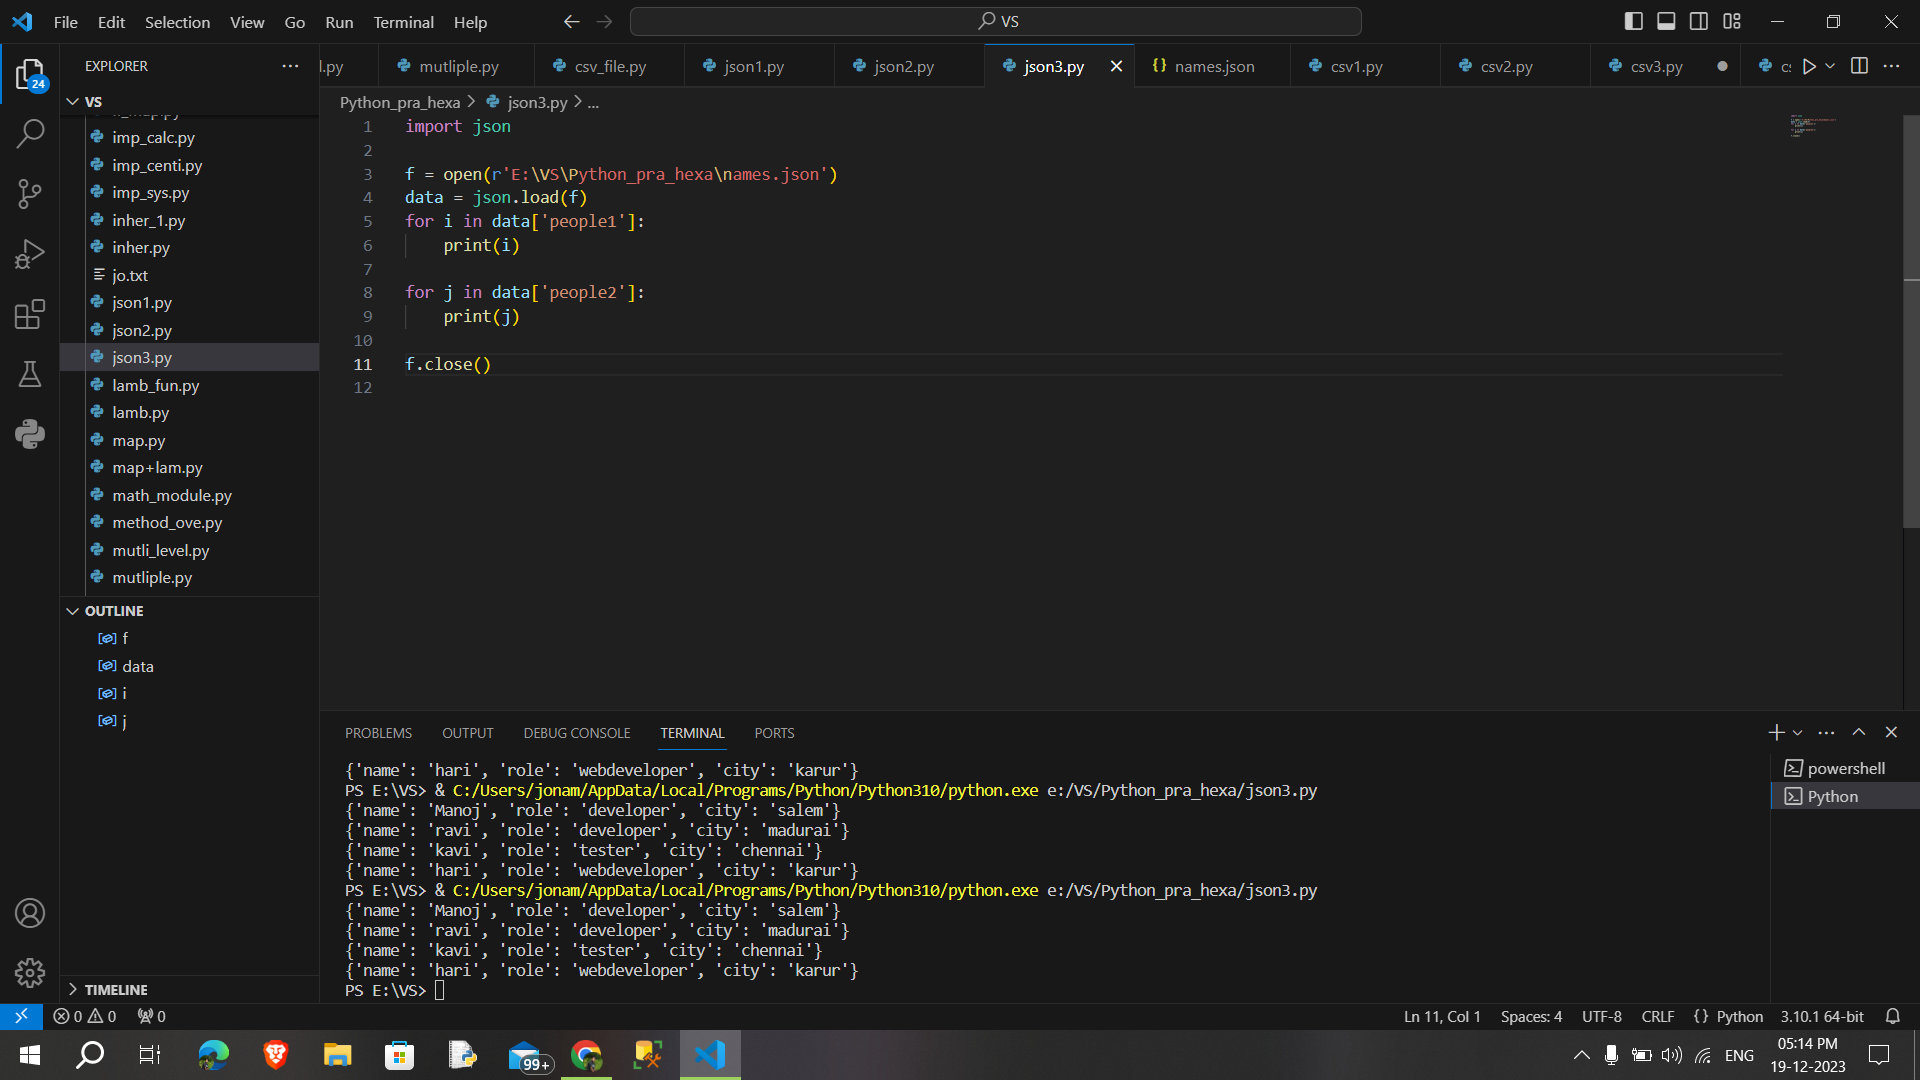 File Edit Selection View Go Run Terminal Help
VS
EXPLORER
l.py mutliple.py csv_file.py json1.py json2.py json3.py names.json csv1.py csv2.py csv3.py cs
24
VS
Python_pra_hexa > json3.py > ...
imp_calc.py
imp_centi.py
imp_sys.py
inher_1.py
inher.py
jo.txt
json1.py
json2.py
json3.py
lamb_fun.py
lamb.py
map.py
map+lam.py
math_module.py
method_ove.py
mutli_level.py
mutliple.py
OUTLINE
f
data
i
j
TIMELINE
1 import json
2
3 f = open(r'E:\VS\Python_pra_hexa\names.json')
4 data = json.load(f)
5 for i in data['people1']:
6 print(i)
7
8 for j in data['people2']:
9 print(j)
10
11 f.close()
12
PROBLEMS OUTPUT DEBUG CONSOLE TERMINAL PORTS
{'name': 'hari', 'role': 'webdeveloper', 'city': 'karur'}
PS E:\VS> & C:/Users/jonam/AppData/Local/Programs/Python/Python310/python.exe e:/VS/Python_pra_hexa/json3.py
{'name': 'Manoj', 'role': 'developer', 'city': 'salem'}
{'name': 'ravi', 'role': 'developer', 'city': 'madurai'}
{'name': 'kavi', 'role': 'tester', 'city': 'chennai'}
{'name': 'hari', 'role': 'webdeveloper', 'city': 'karur'}
PS E:\VS> & C:/Users/jonam/AppData/Local/Programs/Python/Python310/python.exe e:/VS/Python_pra_hexa/json3.py
{'name': 'Manoj', 'role': 'developer', 'city': 'salem'}
{'name': 'ravi', 'role': 'developer', 'city': 'madurai'}
{'name': 'kavi', 'role': 'tester', 'city': 'chennai'}
{'name': 'hari', 'role': 'webdeveloper', 'city': 'karur'}
PS E:\VS>
powershell
Python
0 0 0 Ln 11, Col 1 Spaces: 4 UTF-8 CRLF {} Python 3.10.1 64-bit
99+
ENG
05:14 PM
19-12-2023